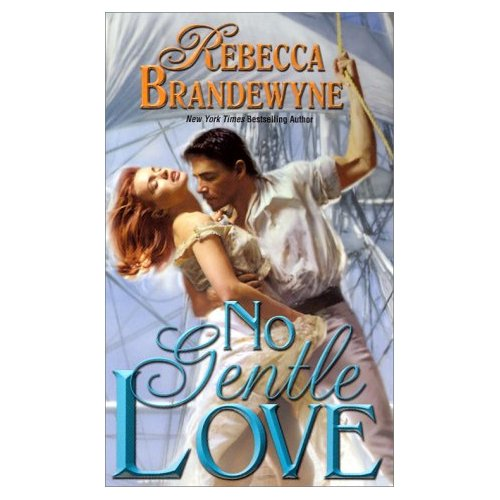 REBECCA
BRANDEWYNE
New York Times Bestselling Author
No
Gentle
LOVE